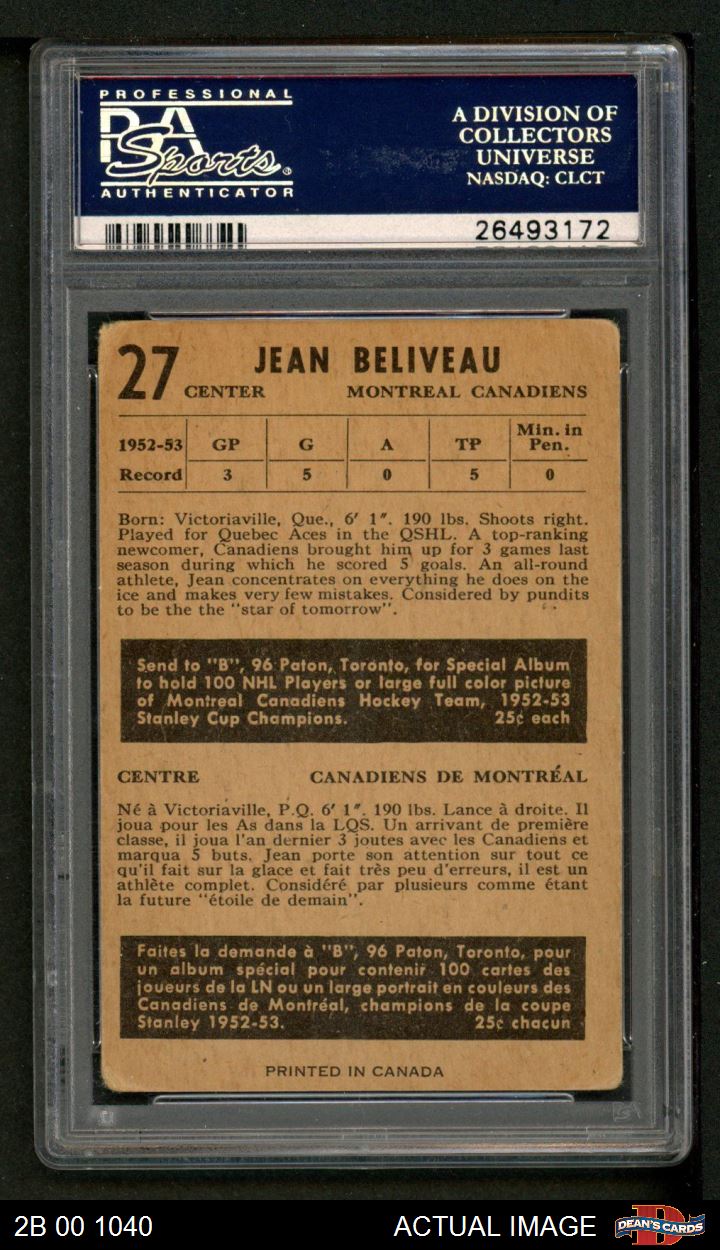 PROFESSIONAL
PSA
Sports
AUTHENTICATOR
A DIVISION OF
COLLECTORS
UNIVERSE
NASDAQ: CLCT
26493172
27 JEAN BELIVEAU
CENTER MONTREAL CANADIENS
1952-53 GP G A TP Min. in Pen.
Record 3 5 0 5 0
Born: Victoriaville, Que., 6' 1". 190 lbs. Shoots right.
Played for Quebec Aces in the QSHL. A top-ranking
newcomer, Canadiens brought him up for 3 games last
season during which he scored 5 goals. An all-round
athlete, Jean concentrates on everything he does on the
ice and makes very few mistakes. Considered by pundits
to be the the "star of tomorrow".
Send to "B", 96 Paton, Toronto, for Special Album
to hold 100 NHL Players or large full color picture
of Montreal Canadiens Hockey Team, 1952-53
Stanley Cup Champions. 25¢ each
CENTRE CANADIENS DE MONTRÉAL
Né à Victoriaville, P.Q. 6' 1". 190 lbs. Lance à droite. Il
joua pour les As dans la LQS. Un arrivant de première
classe, il joua l'an dernier 3 joutes avec les Canadiens et
marqua 5 buts. Jean porte son attention sur tout ce
qu'il fait sur la glace et fait très peu d'erreurs, il est un
athlète complet. Considéré par plusieurs comme étant
la future "étoile de demain".
Faites la demande à "B", 96 Paton, Toronto, pour
un album spécial pour contenir 100 cartes des
joueurs de la LN ou un large portrait en couleurs des
Canadiens de Montréal, champions de la coupe
Stanley 1952-53. 25¢ chacun
PRINTED IN CANADA
2B 00 1040 ACTUAL IMAGE DEAN'S CARDS